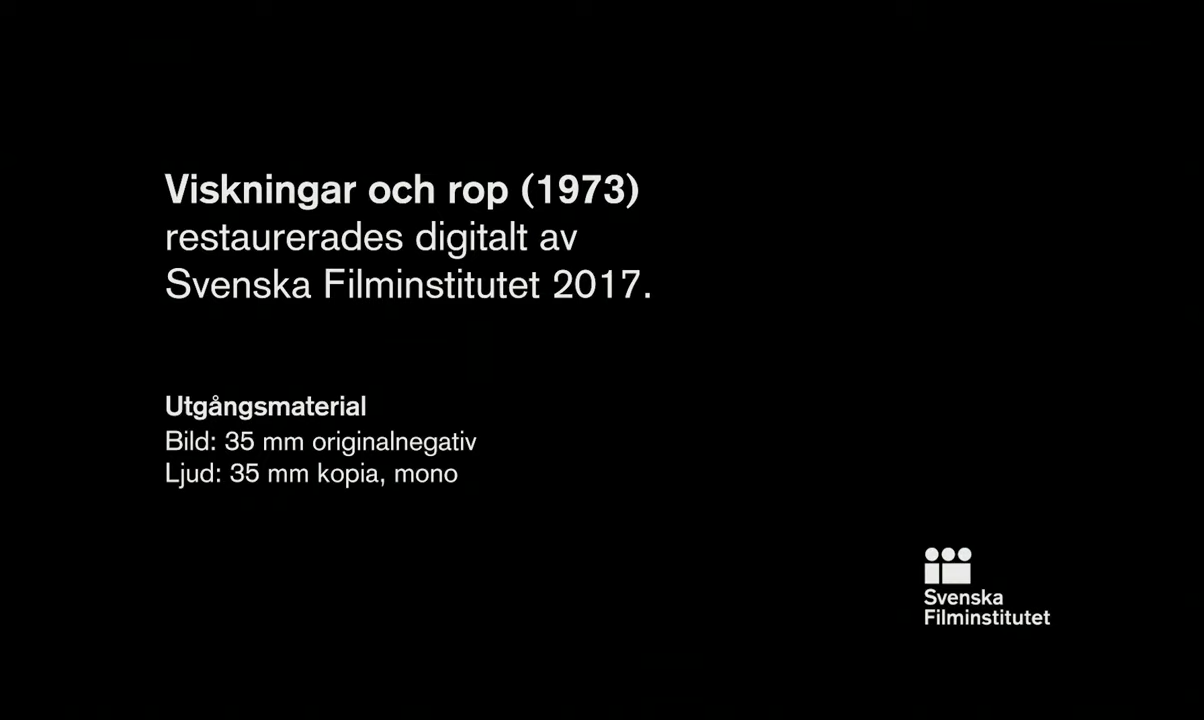 Viskningar och rop (1973)
restaurerades digitalt av
Svenska Filminstitutet 2017.
Utgångsmaterial
Bild: 35 mm originalnegativ
Ljud: 35 mm kopia, mono
Svenska
Filminstitutet